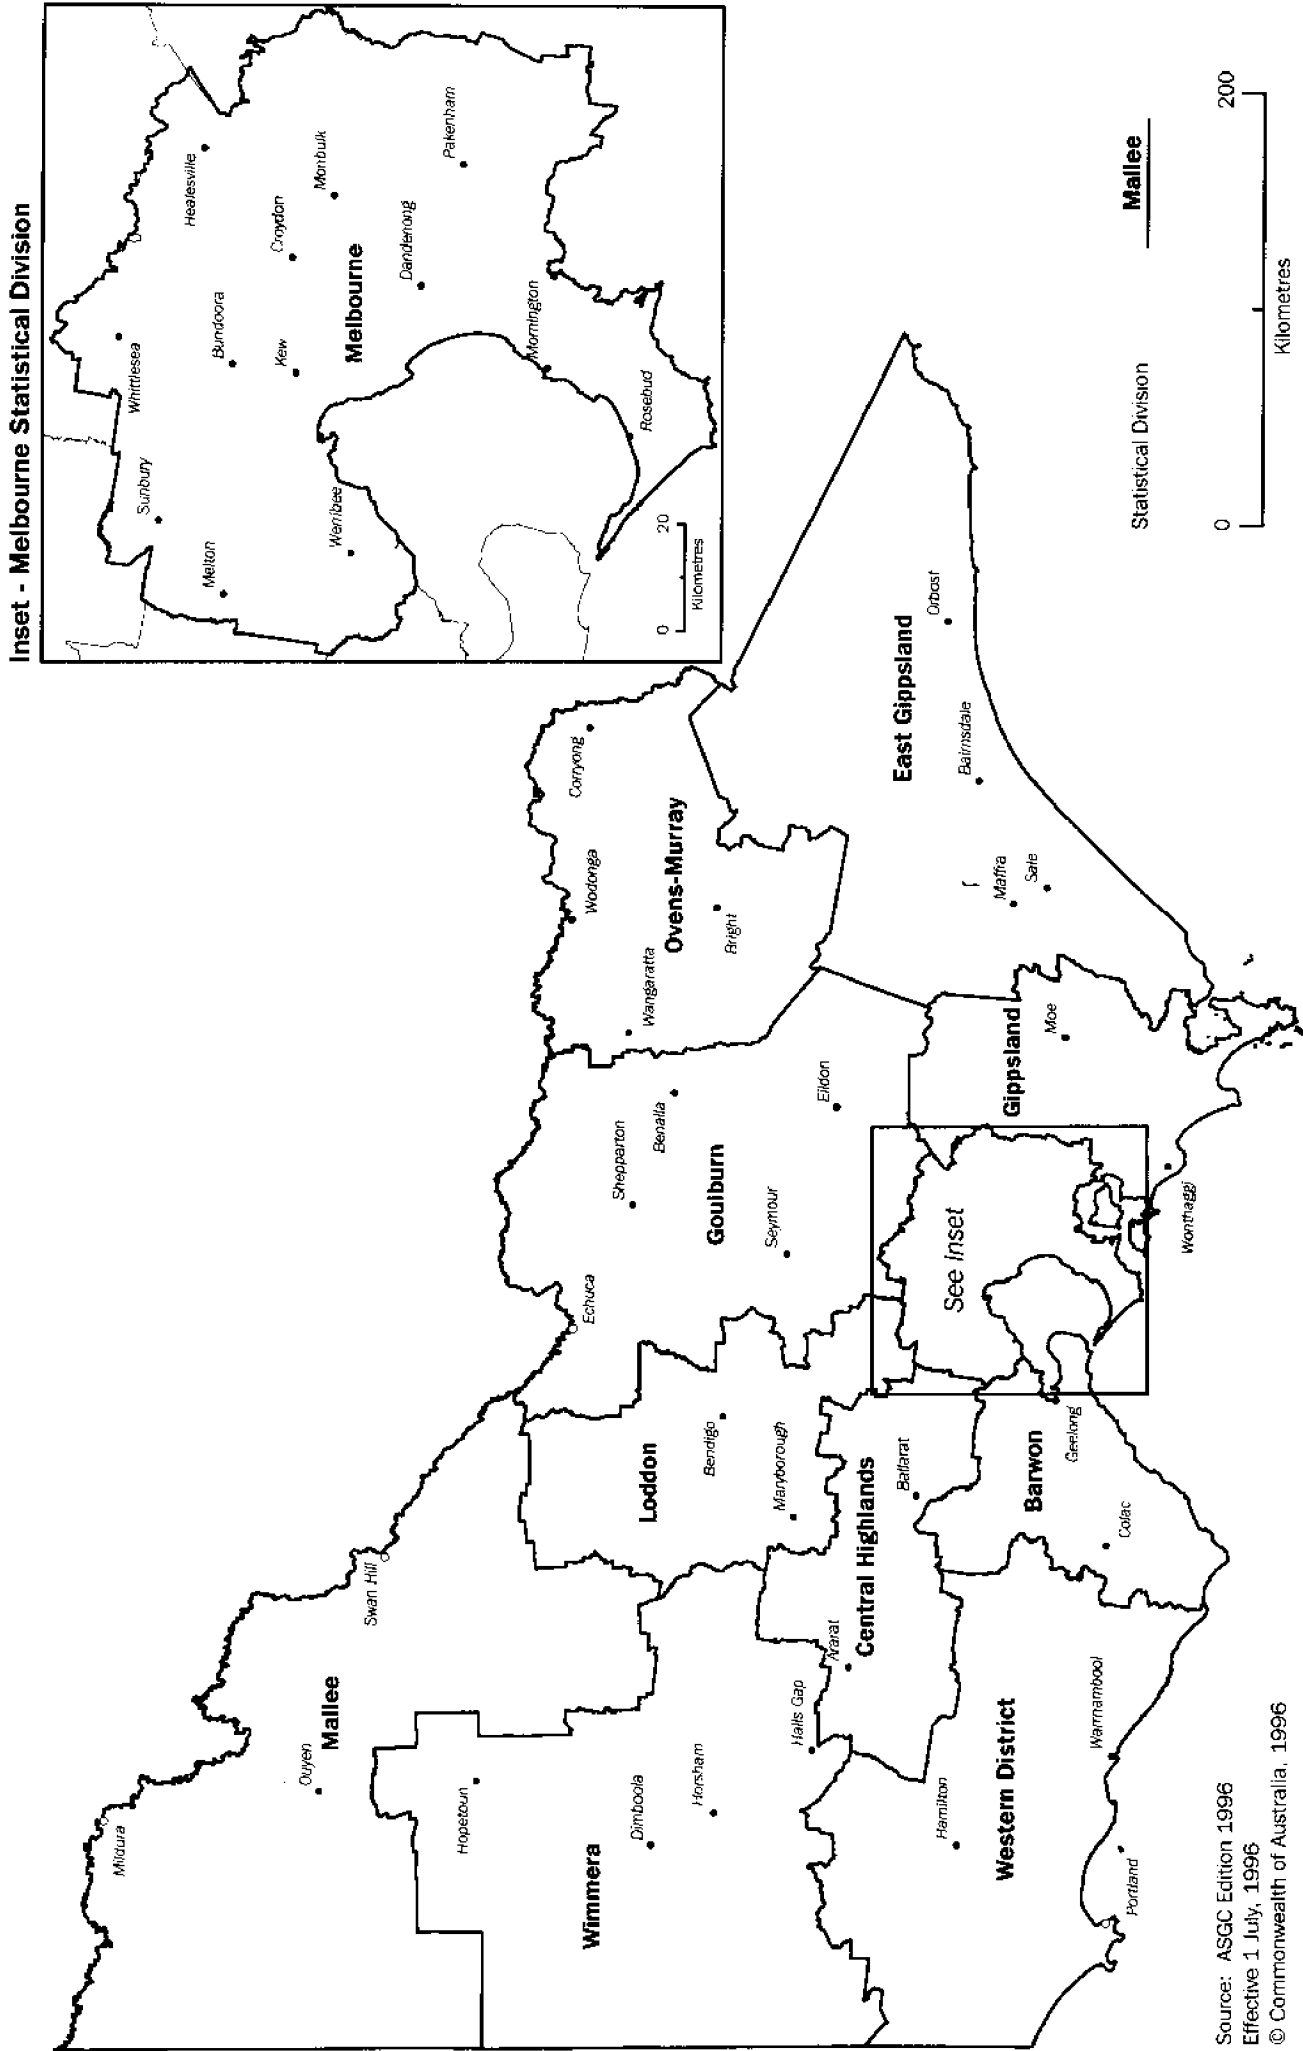 Inset - Melbourne Statistical Division
Whittlesea
Healesville
Sunbury
Bundoora
Melton
Kew
Croydon
Monbulk
Melbourne
Werribee
Dandenong
Pakenham
Mornington
Rosebud
0
20
Kilometres
Mildura
Ouyen
Mallee
Swan Hill
Hopetoun
Echuca
Wodonga
Corryong
Wimmera
Dimboola
Horsham
Loddon
Bendigo
Maryborough
Shepparton
Benalla
Goulburn
Seymour
Eildon
Wangaratta
Ovens-Murray
Bright
Halls Gap
Ararat
Central Highlands
Ballarat
See Inset
East Gippsland
Orbost
Bairnsdale
Maffra
Sale
Gippsland
Moe
Hamilton
Western District
Barwon
Geelong
Colac
Warrnambool
Portland
Wonthaggi
Statistical Division
Mallee
0
200
Kilometres
Source: ASGC Edition 1996
Effective 1 July, 1996
© Commonwealth of Australia, 1996